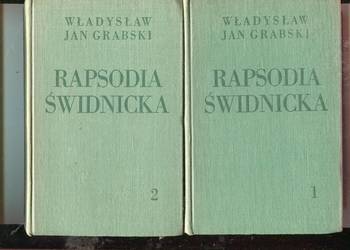 WŁADYSŁAW
JAN GRABSKI
RAPSODIA
ŚWIDNICKA
2
WŁADYSŁAW
JAN GRABSKI
RAPSODIA
ŚWIDNICKA
1